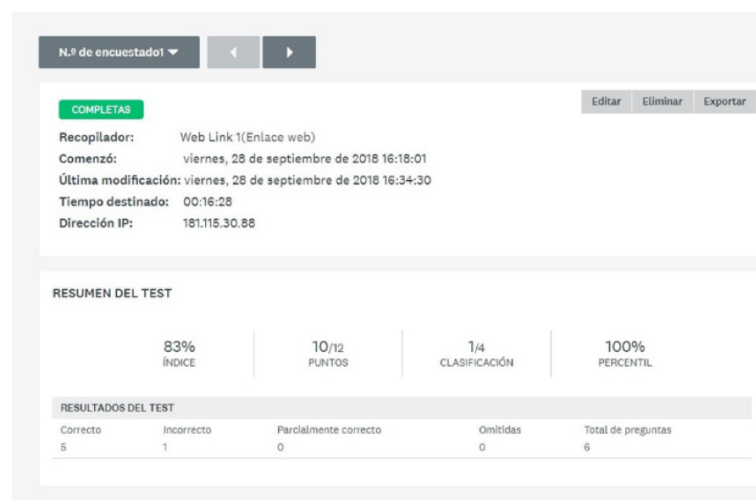 N.º de encuestado1
COMPLETAS
Editar Eliminar Exportar
Recopilador: Web Link 1(Enlace web)
Comenzó: viernes, 28 de septiembre de 2018 16:18:01
Última modificación: viernes, 28 de septiembre de 2018 16:34:30
Tiempo destinado: 00:16:28
Dirección IP: 181.115.30.88
RESUMEN DEL TEST
83% 10/12 1/4 100%
ÍNDICE PUNTOS CLASIFICACIÓN PERCENTIL
RESULTADOS DEL TEST
Correcto Incorrecto Parcialmente correcto Omitidas Total de preguntas
5 1 0 0 6